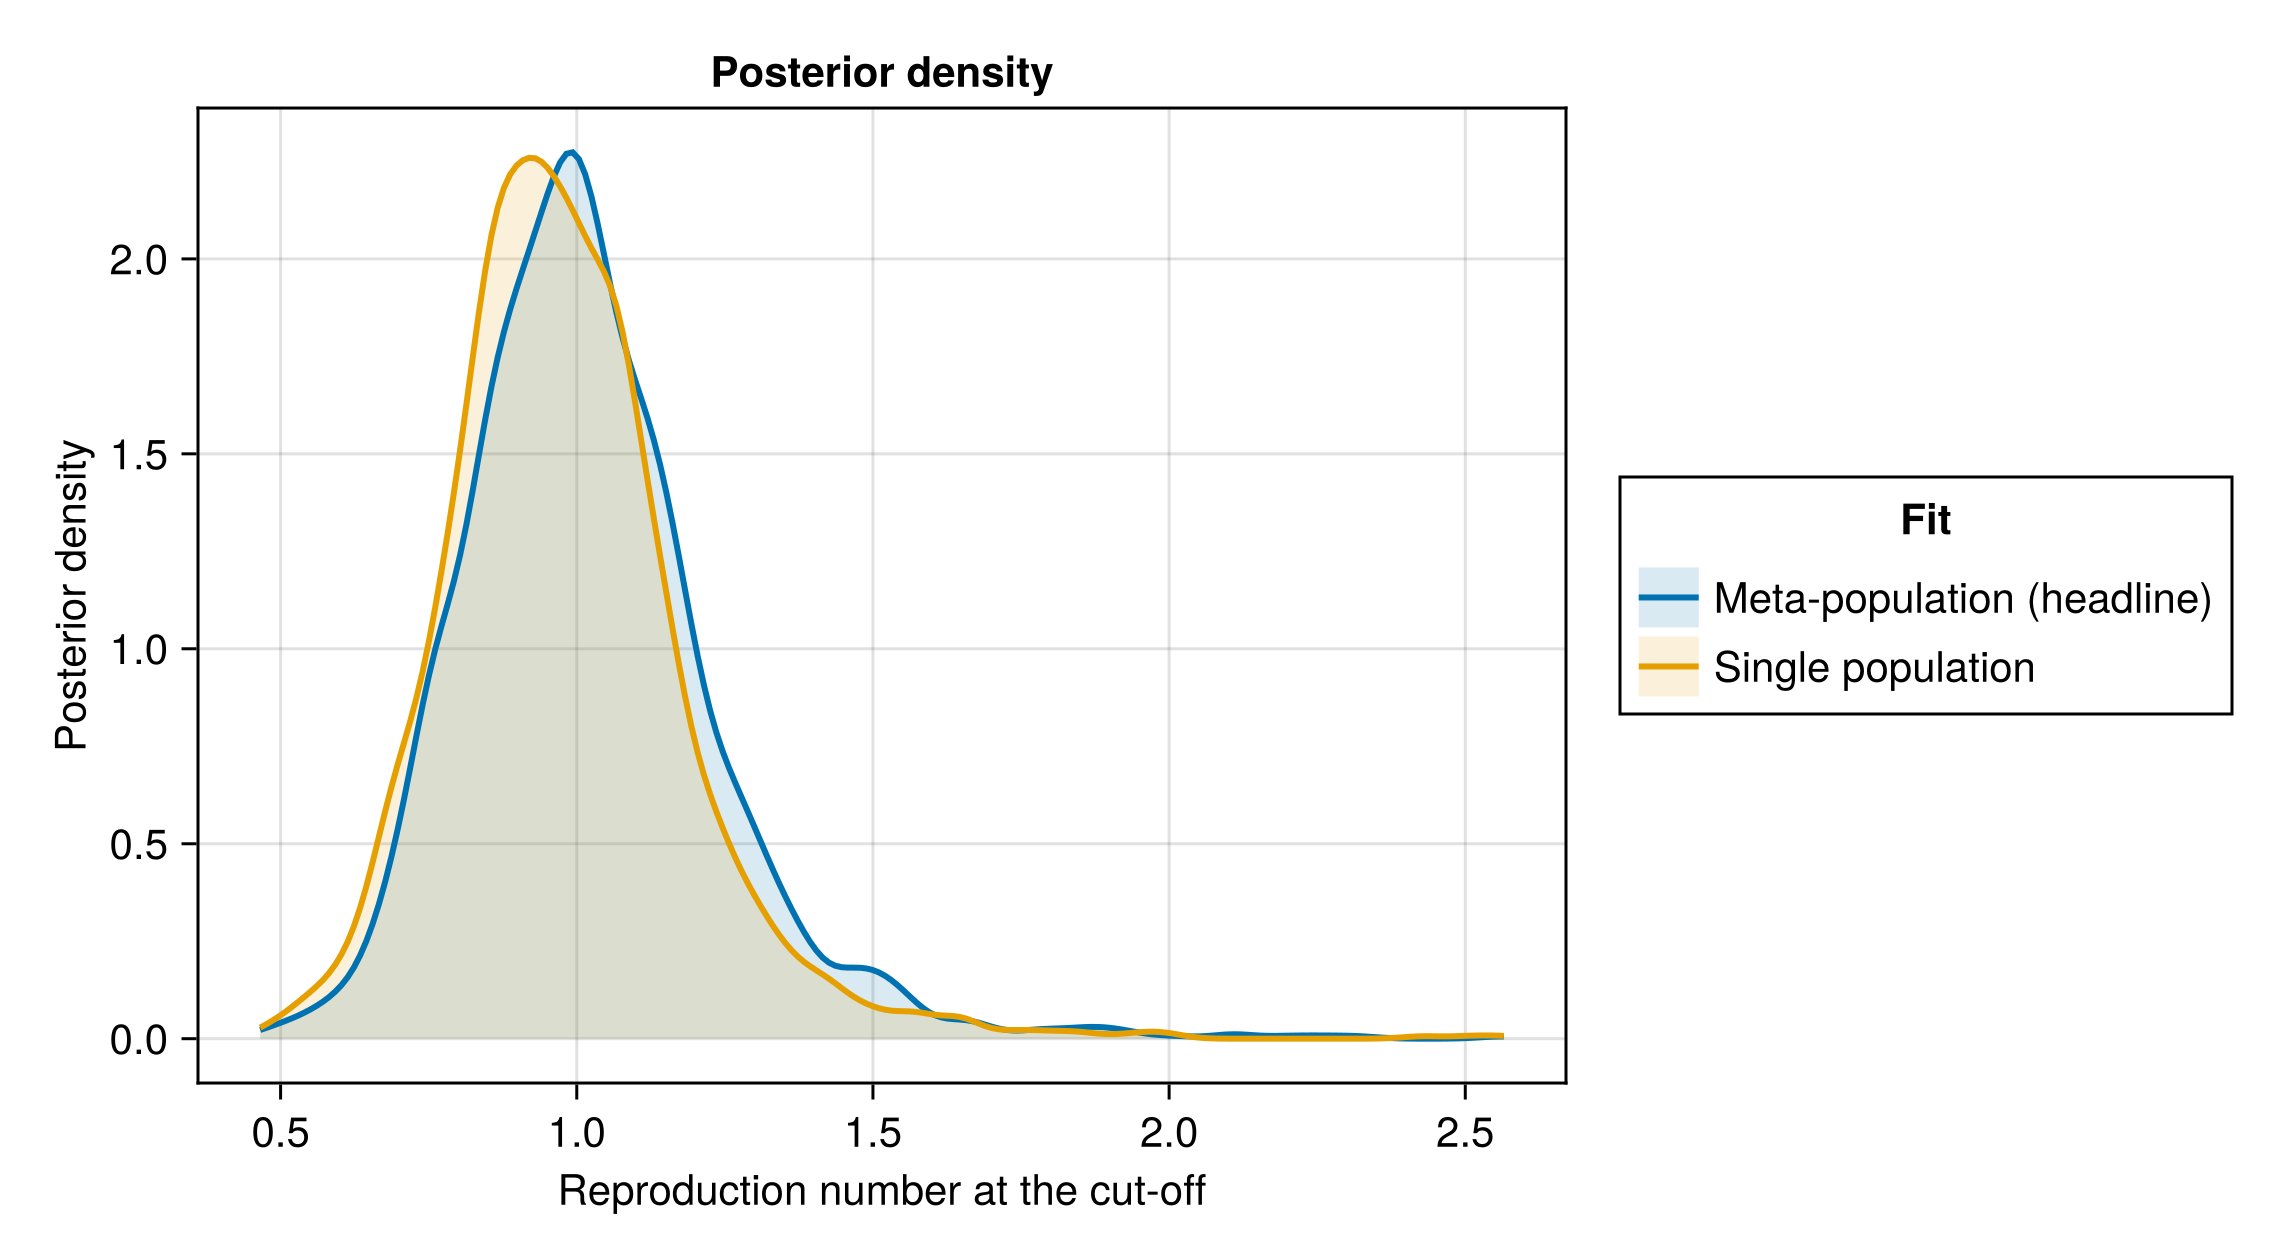 Posterior density
Posterior density
2.0
1.5
1.0
0.5
0.0
0.5
1.0
1.5
2.0
2.5
Reproduction number at the cut-off
Fit
Meta-population (headline)
Single population